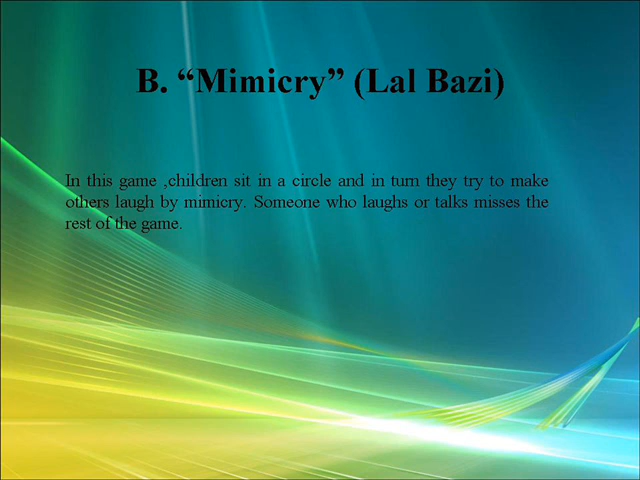 B. “Mimicry” (Lal Bazi)
In this game ,children sit in a circle and in turn they try to make
others laugh by mimicry. Someone who laughs or talks misses the
rest of the game.